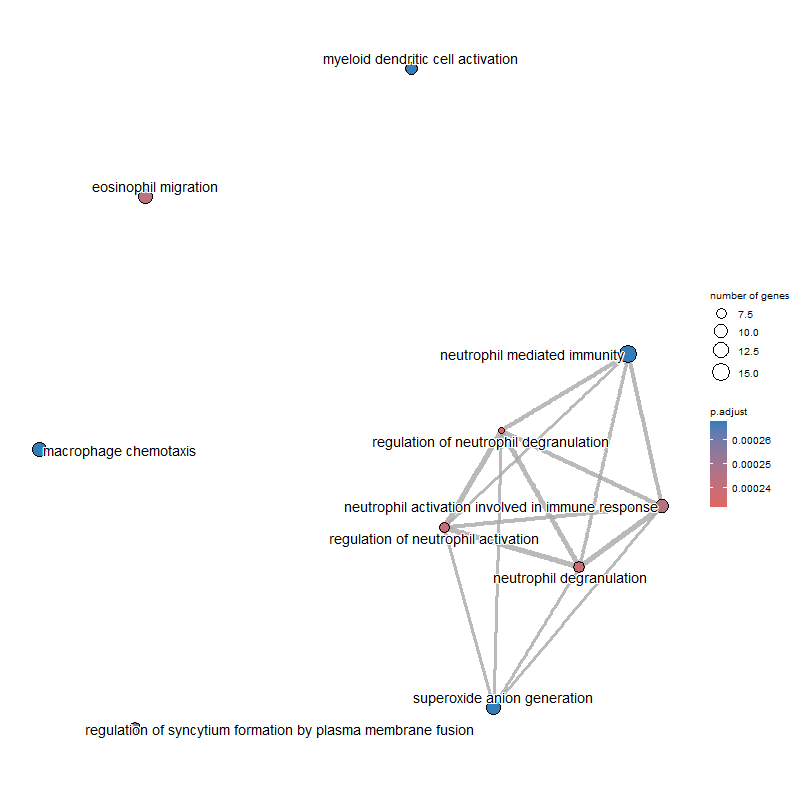 myeloid dendritic cell activation
eosinophil migration
number of genes
7.5
10.0
12.5
15.0
neutrophil mediated immunity
p.adjust
0.00026
0.00025
0.00024
regulation of neutrophil degranulation
macrophage chemotaxis
neutrophil activation involved in immune response
regulation of neutrophil activation
neutrophil degranulation
superoxide anion generation
regulation of syncytium formation by plasma membrane fusion